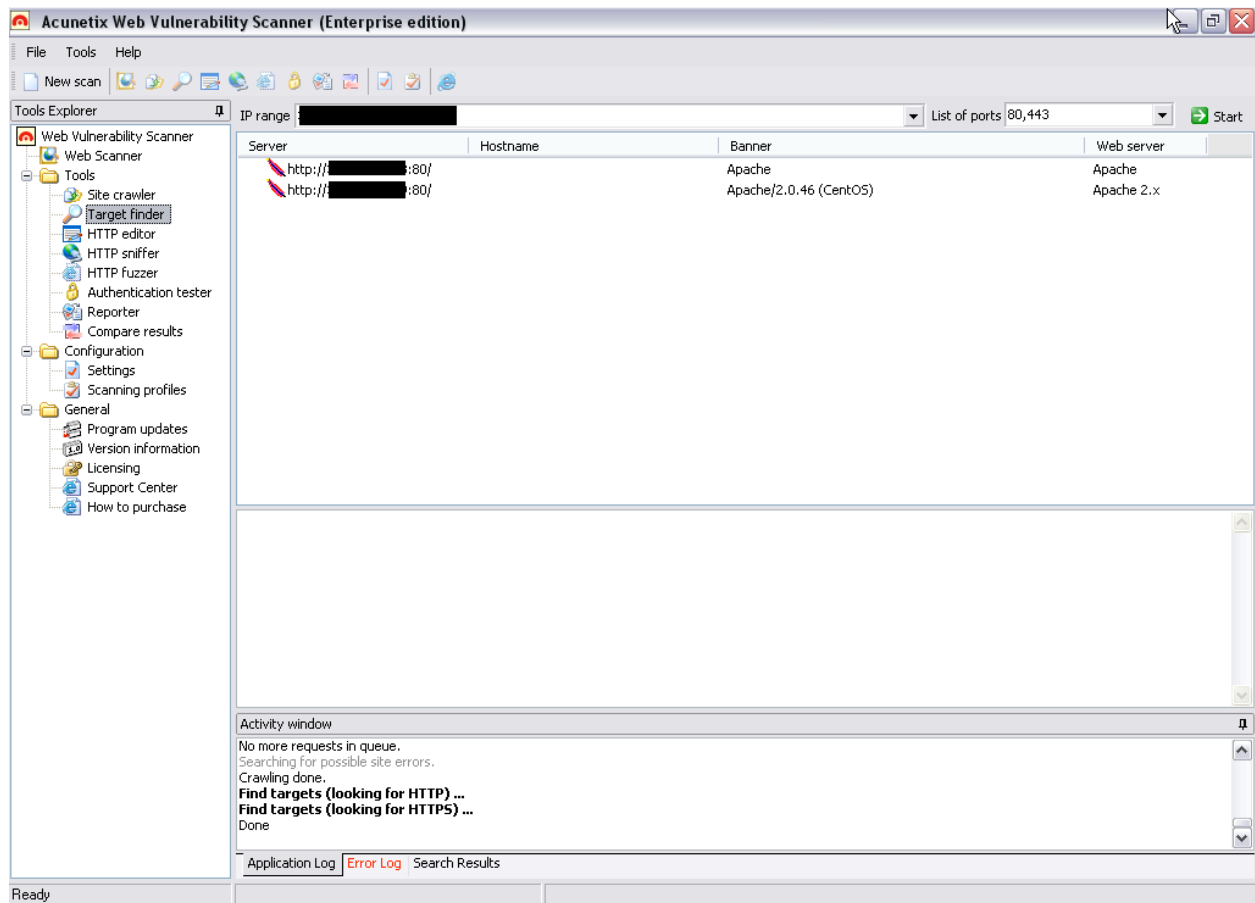 Acunetix Web Vulnerability Scanner (Enterprise edition)
File Tools Help
New scan
Tools Explorer
IP range
List of ports 80,443
Start
Web Vulnerability Scanner
Web Scanner
Tools
Site crawler
Target finder
HTTP editor
HTTP sniffer
HTTP fuzzer
Authentication tester
Reporter
Compare results
Configuration
Settings
Scanning profiles
General
Program updates
Version information
Licensing
Support Center
How to purchase
Server Hostname Banner Web server
http:// :80/ Apache Apache
http:// :80/ Apache/2.0.46 (CentOS) Apache 2.x
Activity window
No more requests in queue.
Searching for possible site errors.
Crawling done.
Find targets (looking for HTTP) ...
Find targets (looking for HTTPS) ...
Done
Application Log Error Log Search Results
Ready